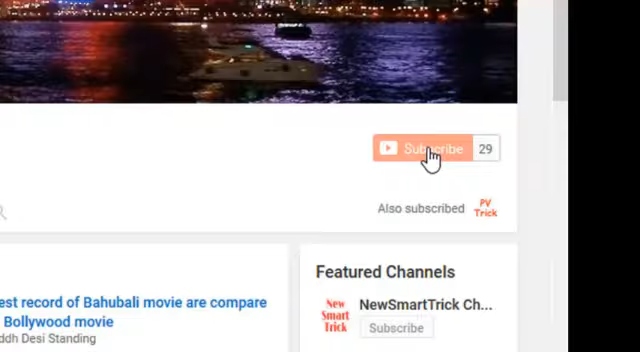 Subscribe 29
Also subscribed PV Trick
Featured Channels
est record of Bahubali movie are compare
NewSmartTrick Ch...
New Smart Trick
Bollywood movie
Subscribe
ddh Desi Standing